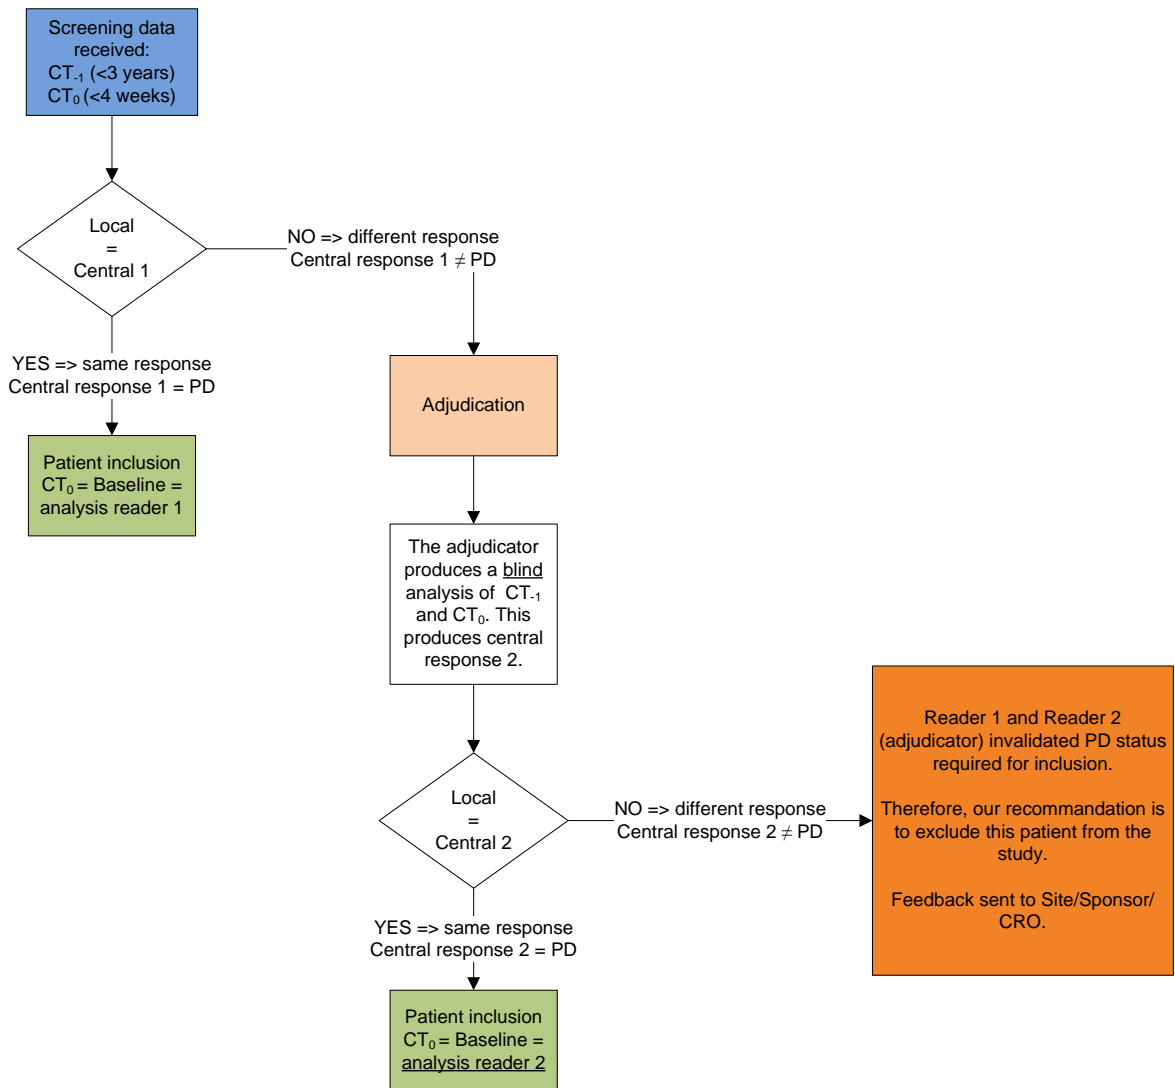 Screening data
received:
CT-1 (<3 years)
CT0 (<4 weeks)
Local
=
Central 1
NO => different response
Central response 1 ≠ PD
YES => same response
Central response 1 = PD
Adjudication
Patient inclusion
CT0 = Baseline =
analysis reader 1
The adjudicator
produces a blind
analysis of CT-1
and CT0. This
produces central
response 2.
Local
=
Central 2
NO => different response
Central response 2 ≠ PD
Reader 1 and Reader 2
(adjudicator) invalidated PD status
required for inclusion.
Therefore, our recommandation is
to exclude this patient from the
study.
Feedback sent to Site/Sponsor/
CRO.
YES => same response
Central response 2 = PD
Patient inclusion
CT0 = Baseline =
analysis reader 2